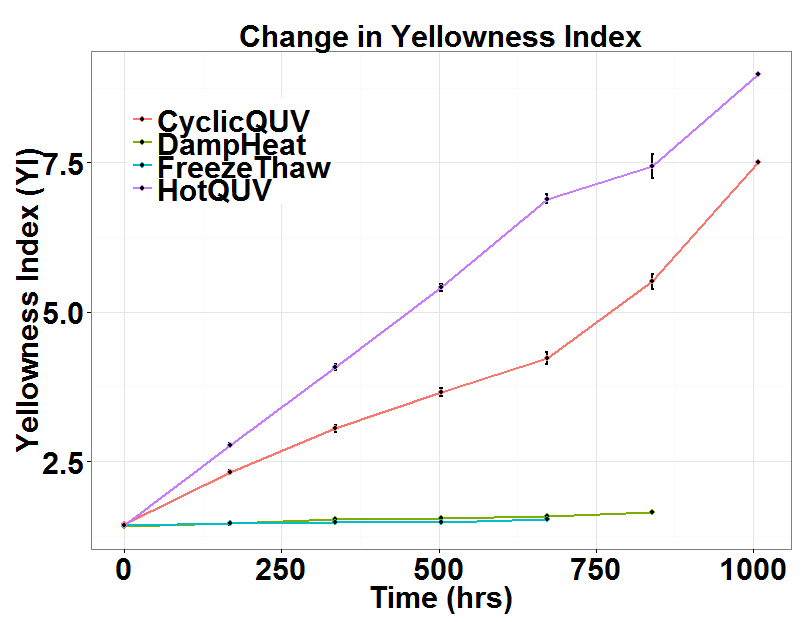 Change in Yellowness Index
CyclicQUV
DampHeat
FreezeThaw
HotQUV
Yellowness Index (YI)
7.5
5.0
2.5
0 250 500 750 1000
Time (hrs)